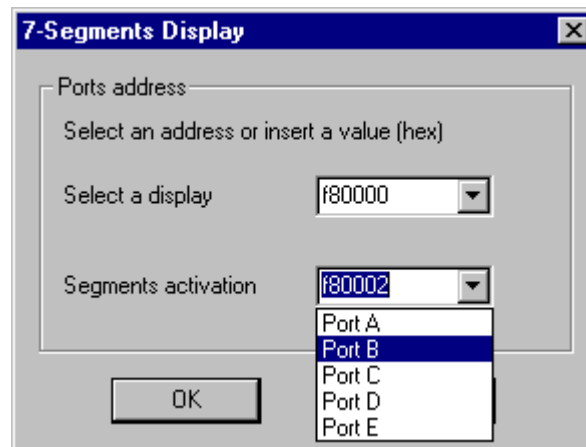 7-Segments Display
Ports address
Select an address or insert a value (hex)
Select a display f80000
Segments activation f80002
Port A
Port B
Port C
Port D
Port E
OK